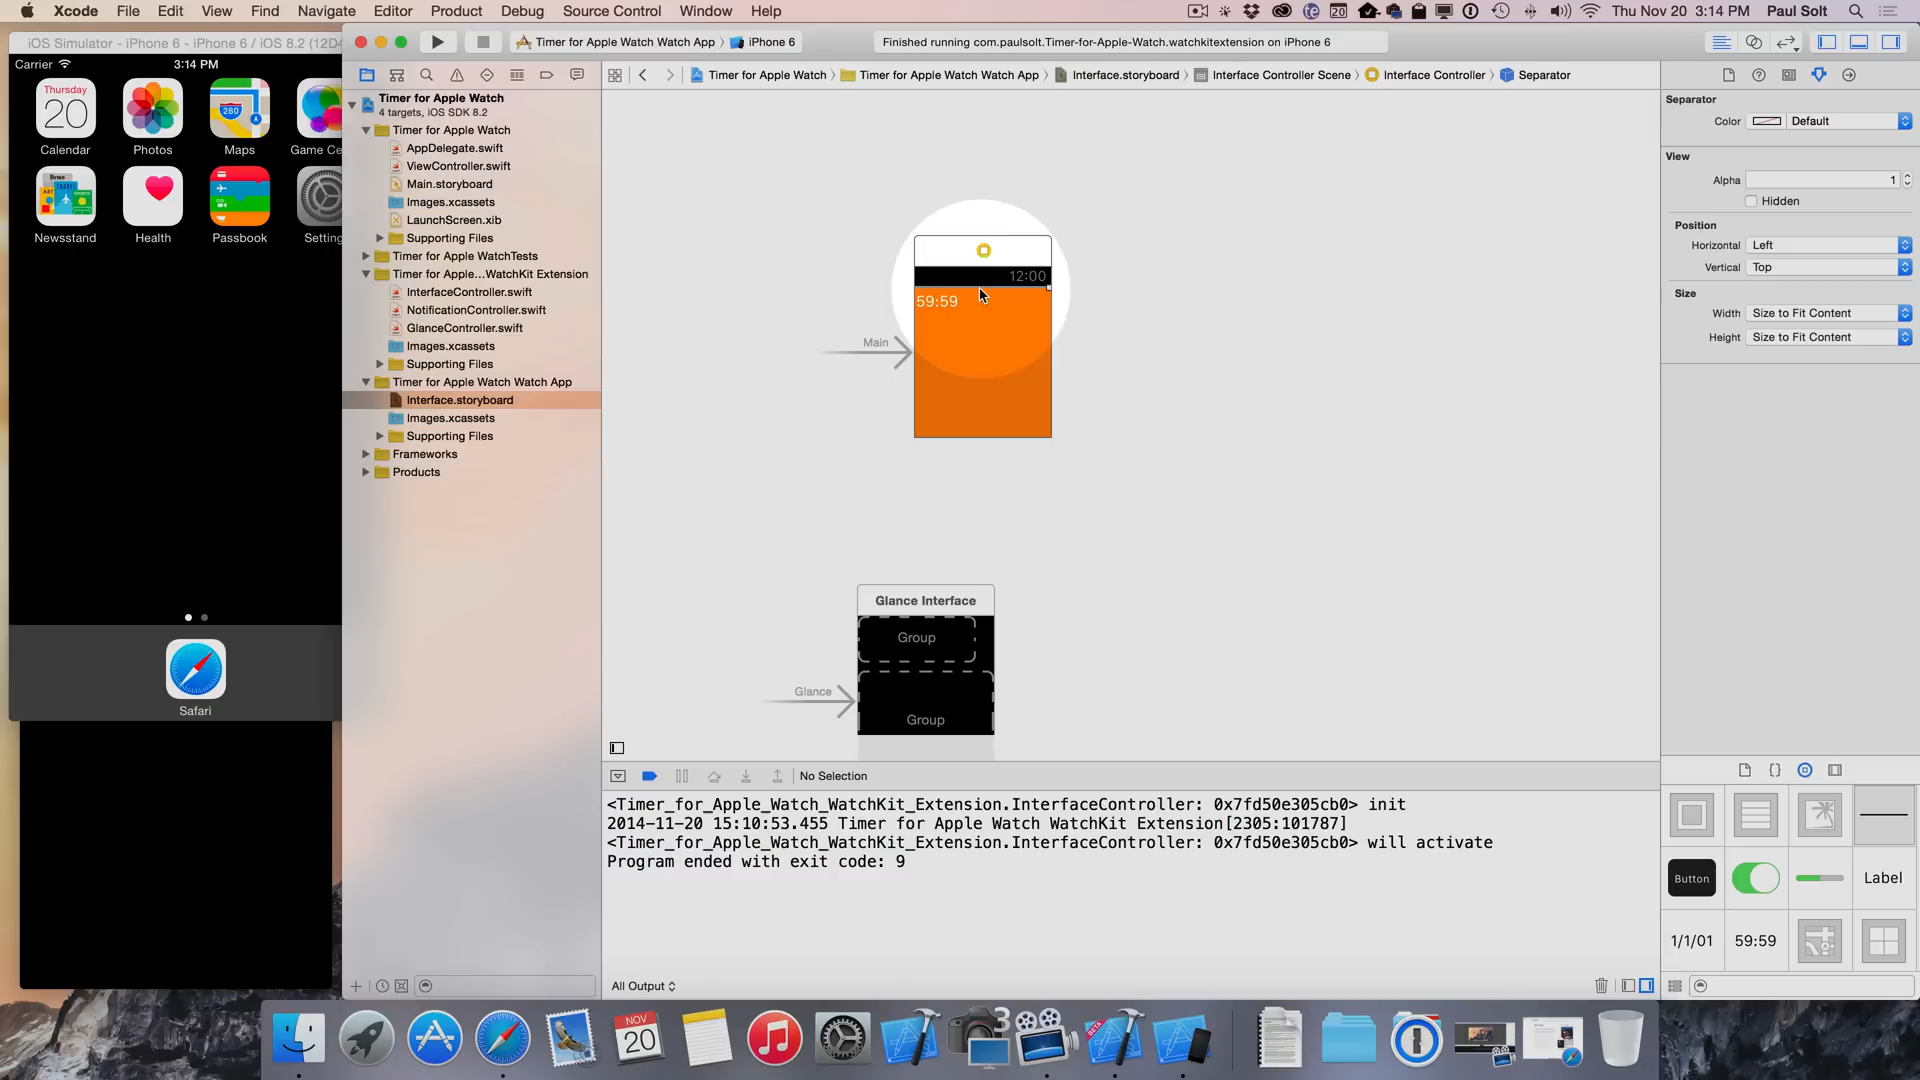 Xcode File Edit View Find Navigate Editor Product Debug Source Control Window Help
20
Thu Nov 20 3:14 PM Paul Solt
iOS Simulator - iPhone 6 - iPhone 6 / iOS 8.2 (12D4
Carrier 3:14 PM
Thursday
20
280
Calendar Photos Maps Game Ce
Newsstand Health Passbook Setting
Safari
Timer for Apple Watch Watch App iPhone 6
Finished running com.paulsolt.Timer-for-Apple-Watch.watchkitextension on iPhone 6
Timer for Apple Watch Timer for Apple Watch Watch App Interface.storyboard Interface Controller Scene Interface Controller Separator
Timer for Apple Watch
4 targets, iOS SDK 8.2
Timer for Apple Watch
AppDelegate.swift
ViewController.swift
Main.storyboard
Images.xcassets
LaunchScreen.xib
Supporting Files
Timer for Apple WatchTests
Timer for Apple...WatchKit Extension
InterfaceController.swift
NotificationController.swift
GlanceController.swift
Images.xcassets
Supporting Files
Timer for Apple Watch Watch App
Interface.storyboard
Images.xcassets
Supporting Files
Frameworks
Products
12:00
59:59
Main
Glance Interface
Group
Glance
Group
No Selection
<Timer_for_Apple_Watch_WatchKit_Extension.InterfaceController: 0x7fd50e305cb0> init
2014-11-20 15:10:53.455 Timer for Apple Watch WatchKit Extension[2305:101787]
<Timer_for_Apple_Watch_WatchKit_Extension.InterfaceController: 0x7fd50e305cb0> will activate
Program ended with exit code: 9
All Output
Separator
Color Default
View
Alpha 1
Hidden
Position
Horizontal Left
Vertical Top
Size
Width Size to Fit Content
Height Size to Fit Content
Button Label
1/1/01 59:59
NOV
20
3
BETA